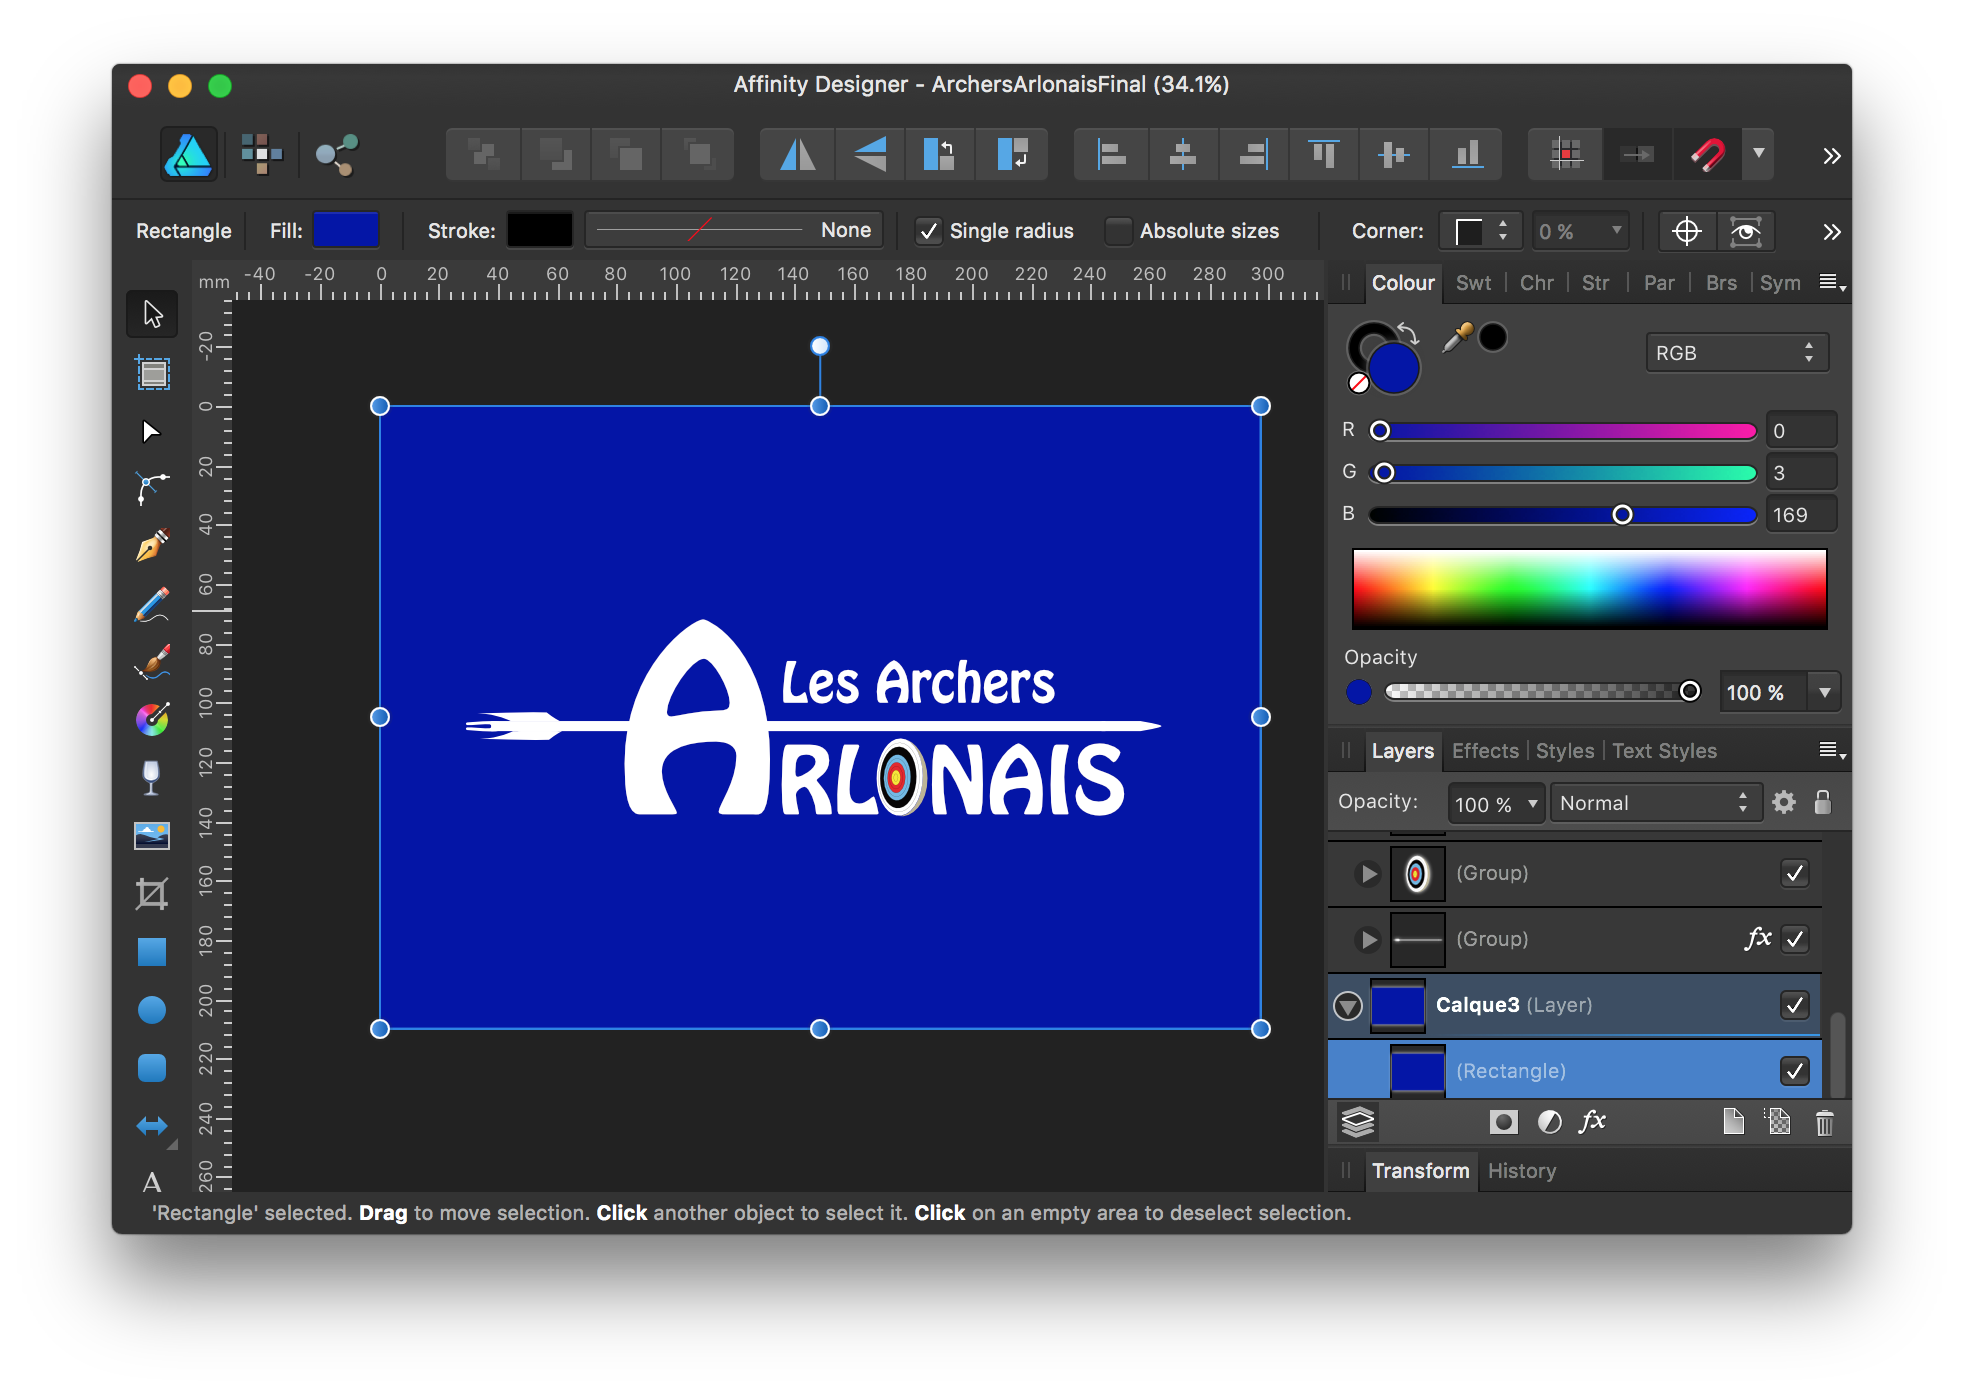 Affinity Designer - ArchersArlonaisFinal (34.1%)
Rectangle Fill: Stroke: None Single radius Absolute sizes Corner: 0 %
mm -40 -20 0 20 40 60 80 100 120 140 160 180 200 220 240 260 280 300
-20
0
20
40
60
80
100
120
140
160
180
200
220
240
260
A
Les Archers
ARLONAIS
Colour Swt Chr Str Par Brs Sym
RGB
R 0
G 3
B 169
Opacity
100 %
Layers Effects Styles Text Styles
Opacity: 100 % Normal
(Group)
(Group) fx
Calque3 (Layer)
(Rectangle)
fx
Transform History
'Rectangle' selected. Drag to move selection. Click another object to select it. Click on an empty area to deselect selection.